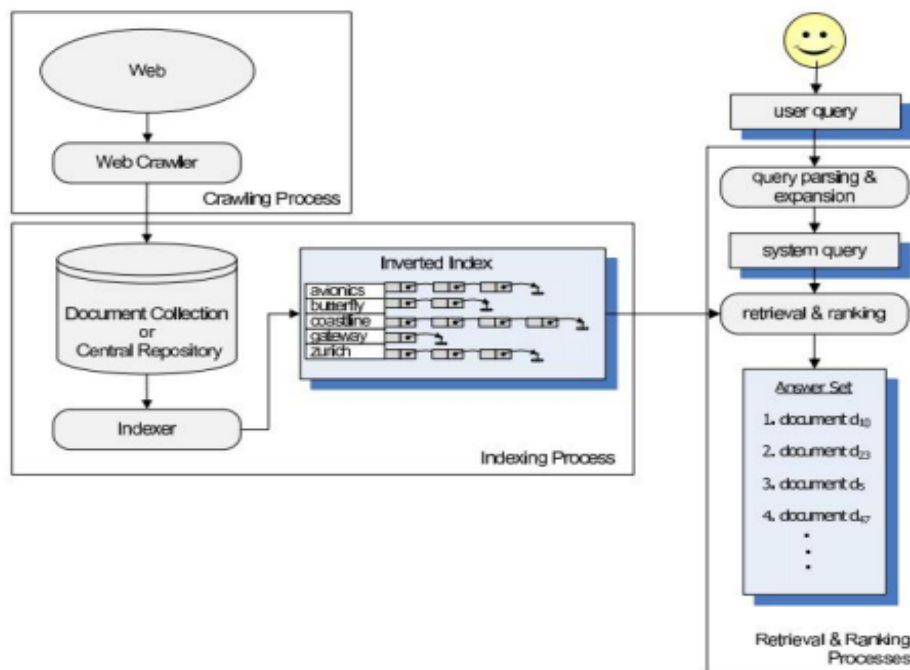 Web
Web Crawller
Crawling Process
Document Collection
or
Central Repository
Indexer
Inverted Index
avionics
butterfly
coastline
gateway
zurich
Indexing Process
user query
query parsing &
expansion
system query
retrieval & ranking
Answer Set
1. document d10
2. document d23
3. document d5
4. document d47
Retrieval & Ranking
Processes